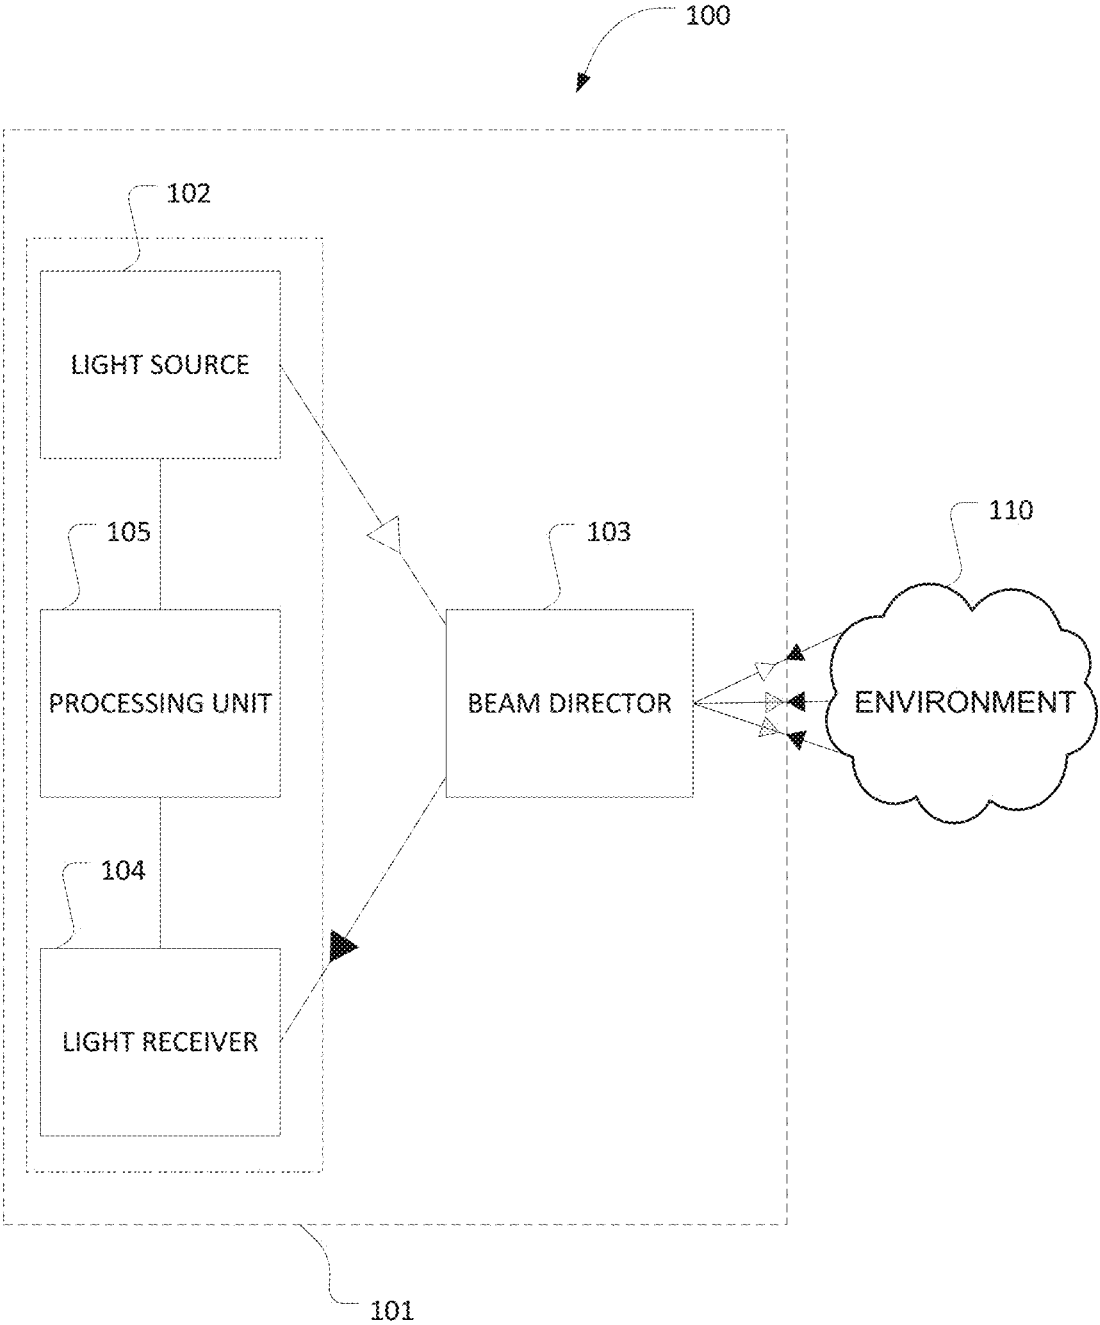 100
102
LIGHT SOURCE
105
103
110
PROCESSING UNIT
BEAM DIRECTOR
ENVIRONMENT
104
LIGHT RECEIVER
101